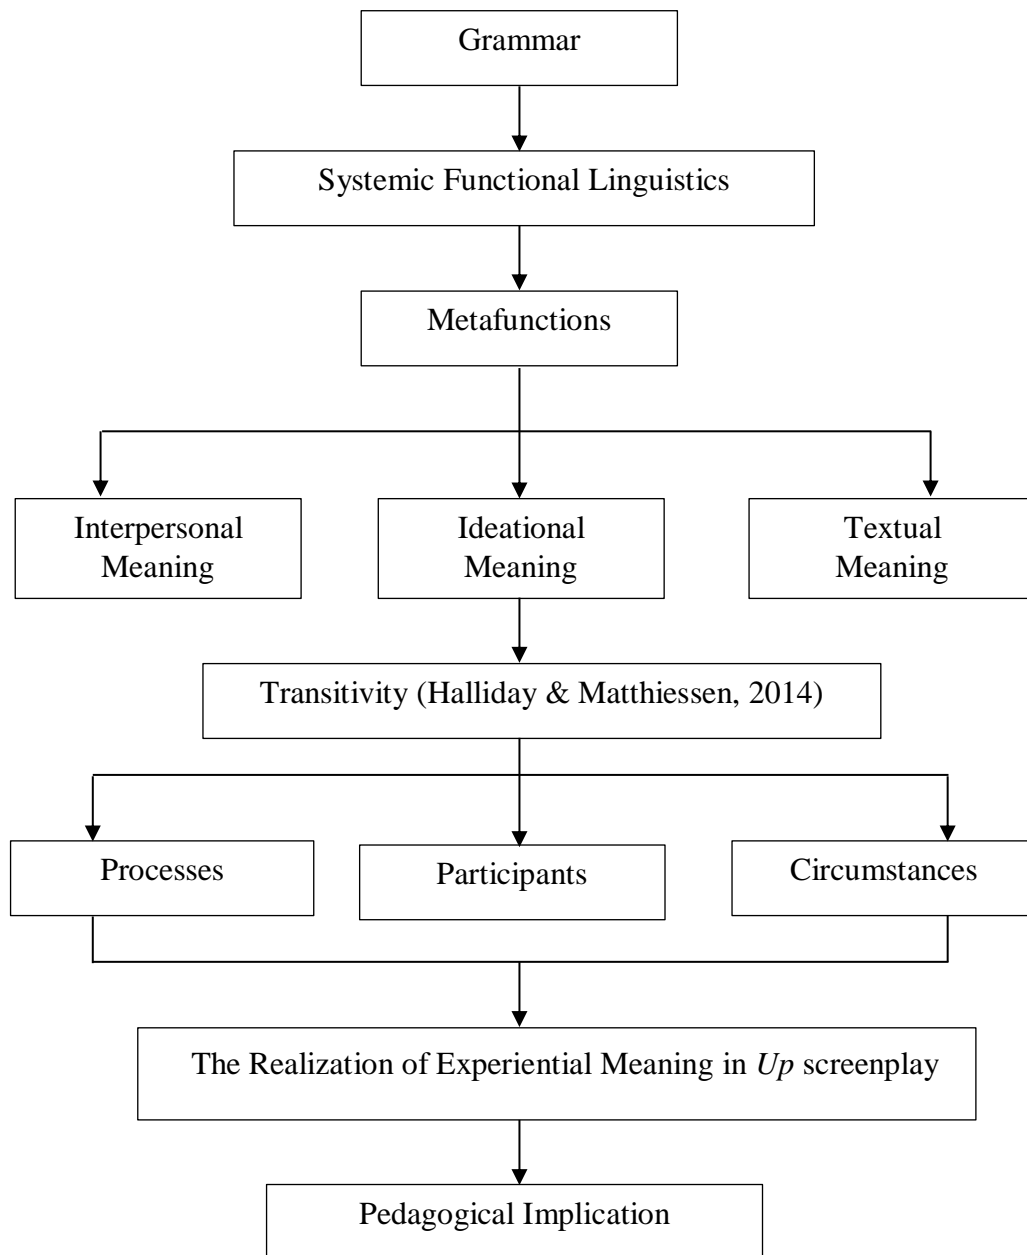 Grammar
Systemic Functional Linguistics
Metafunctions
Interpersonal
Meaning
Ideational
Meaning
Textual
Meaning
Transitivity (Halliday & Matthiessen, 2014)
Processes
Participants
Circumstances
The Realization of Experiential Meaning in Up screenplay
Pedagogical Implication